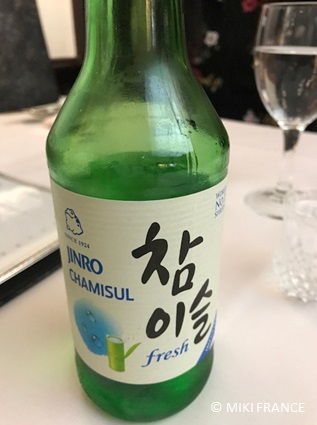 SINCE 1924
JINRO
CHAMISUL
참
이슬
fresh
© MIKI FRANCE